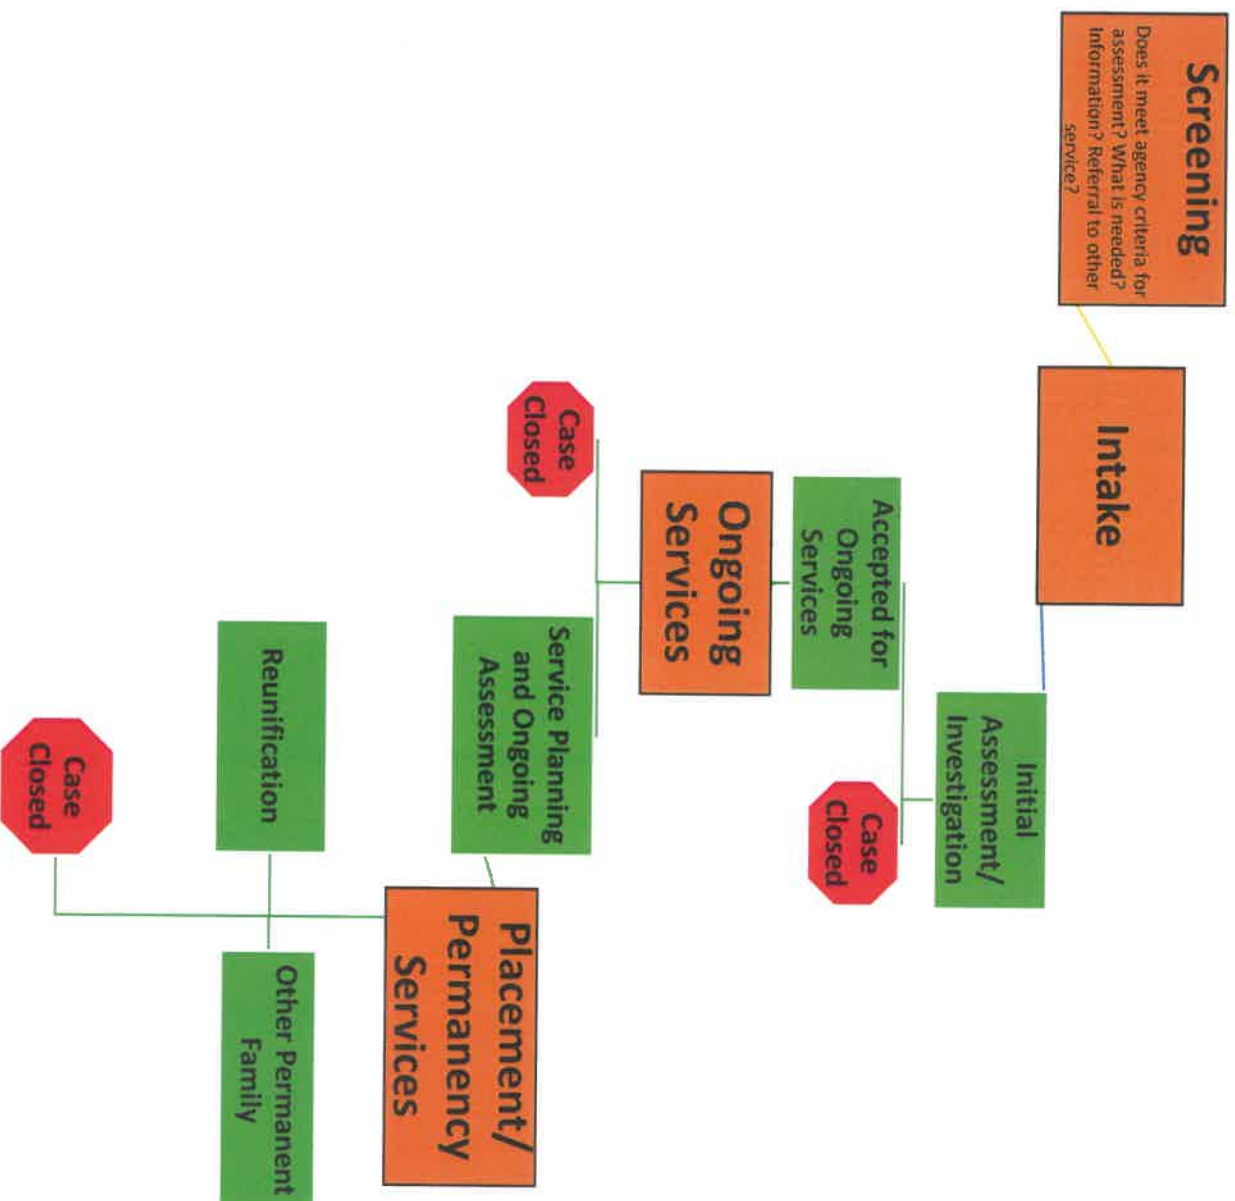 Screening
Does it meet agency criteria for
assessment? What is needed?
Information? Referral to other
service?
Intake
Initial
Assessment/
Investigation
Accepted for
Ongoing
Services
Case
Closed
Ongoing
Services
Case
Closed
Service Planning
and Ongoing
Assessment
Placement/
Permanency
Services
Reunification
Other Permanent
Family
Case
Closed